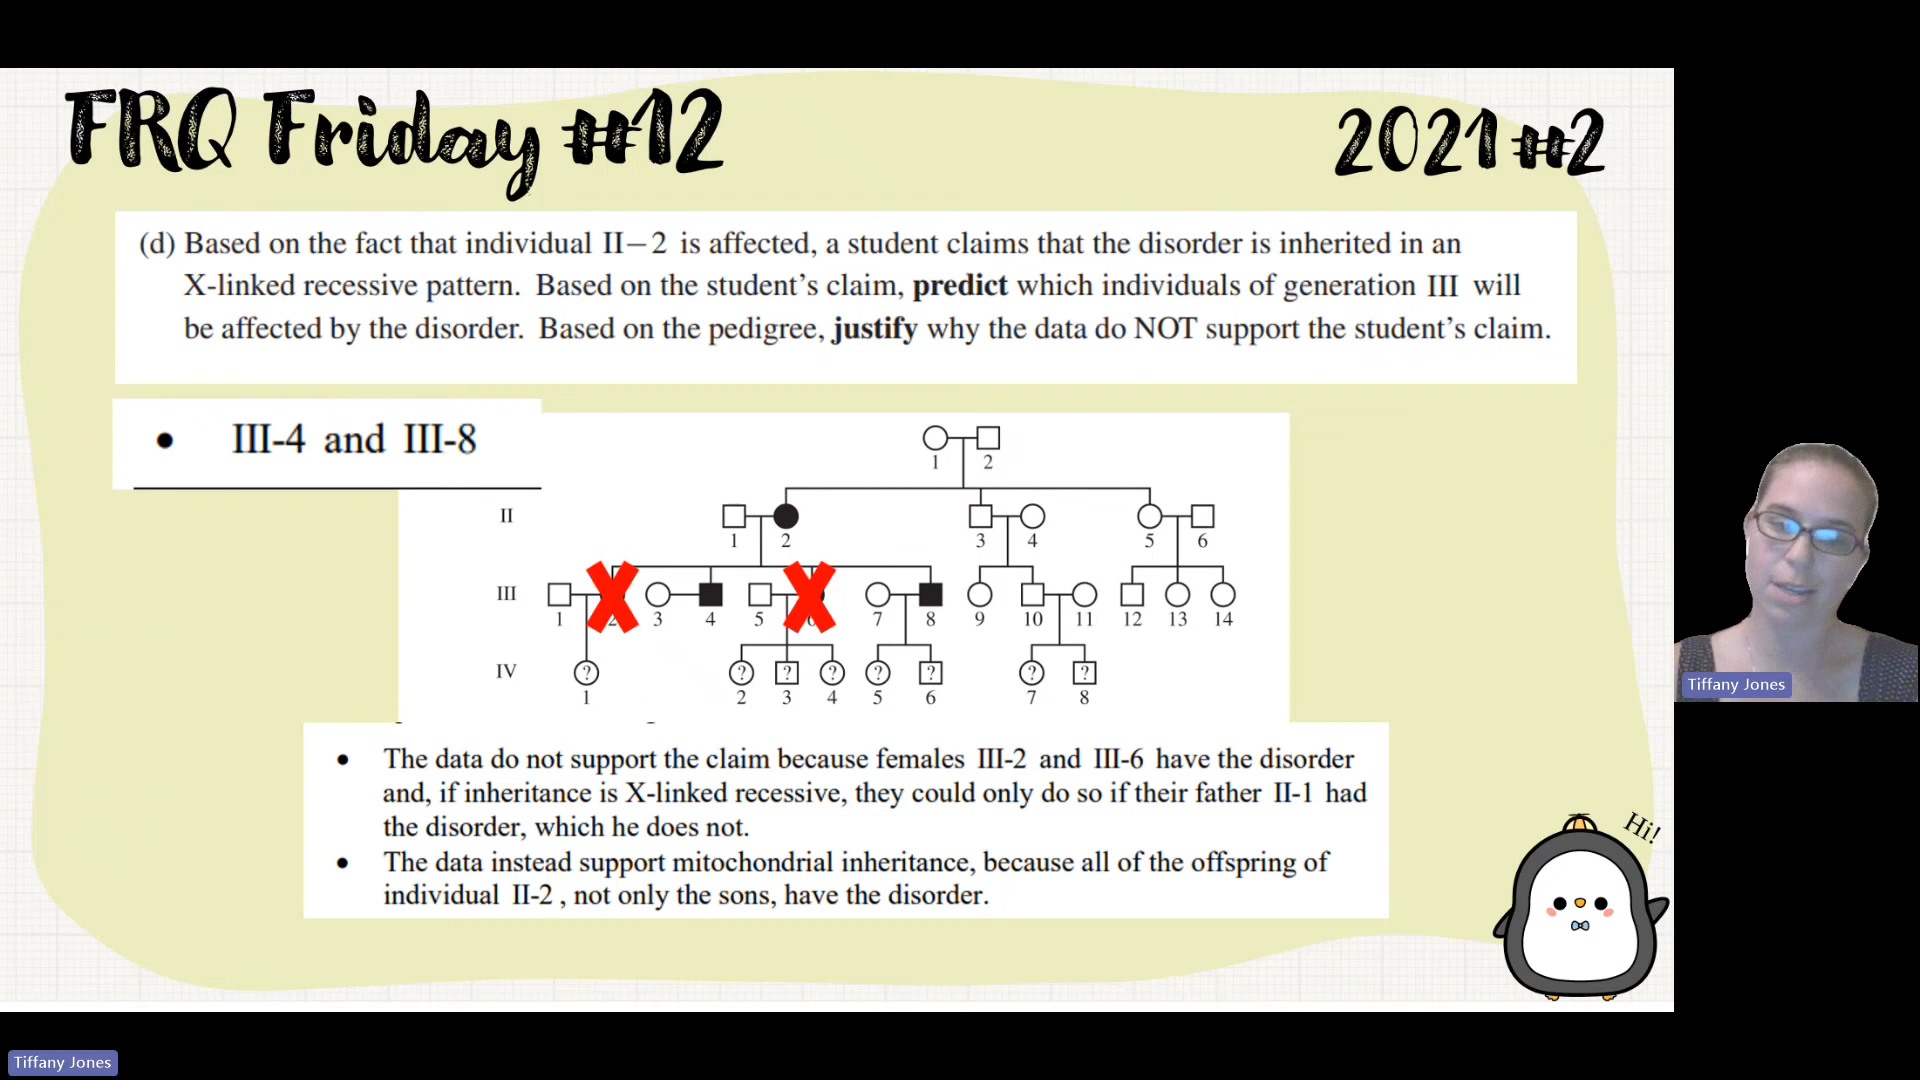 FRQ Friday #12
2021 #2
(d) Based on the fact that individual II−2 is affected, a student claims that the disorder is inherited in an
X-linked recessive pattern. Based on the student's claim, predict which individuals of generation III will
be affected by the disorder. Based on the pedigree, justify why the data do NOT support the student's claim.
• III-4 and III-8
1 2
II
1 2 3 4 5 6
III
1 2 3 4 5 6 7 8 9 10 11 12 13 14
? ? ? ? ? ? ? ?
IV
1 2 3 4 5 6 7 8
• The data do not support the claim because females III-2 and III-6 have the disorder
and, if inheritance is X-linked recessive, they could only do so if their father II-1 had
the disorder, which he does not.
• The data instead support mitochondrial inheritance, because all of the offspring of
individual II-2 , not only the sons, have the disorder.
Hi!
Tiffany Jones
Tiffany Jones